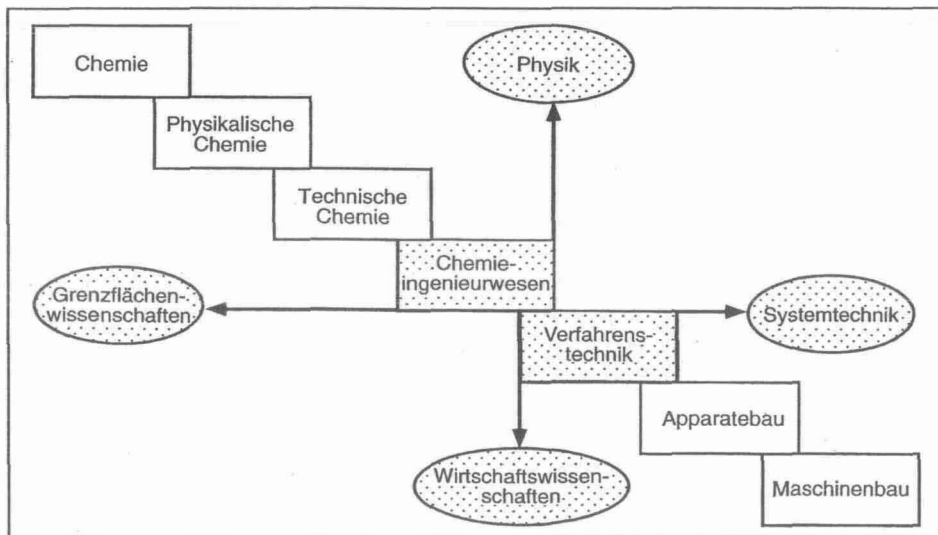 Chemie
Physik
Physikalische
Chemie
Technische
Chemie
Chemie-
ingenieurwesen
Grenzflächen-
wissenschaften
Systemtechnik
Verfahrens-
technik
Apparatebau
Wirtschaftswissen-
schaften
Maschinenbau